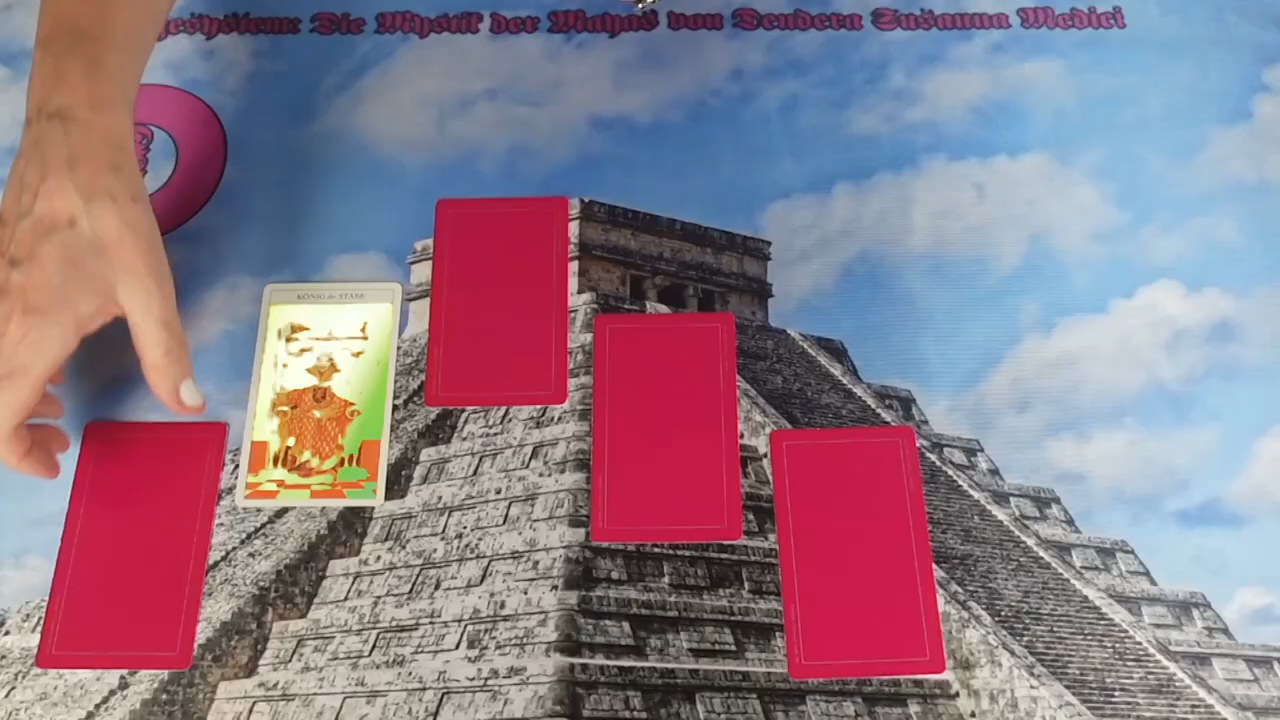 Die Mystik der Mayas von Dendera Susanna Medici
KÖNIG der STÄBE